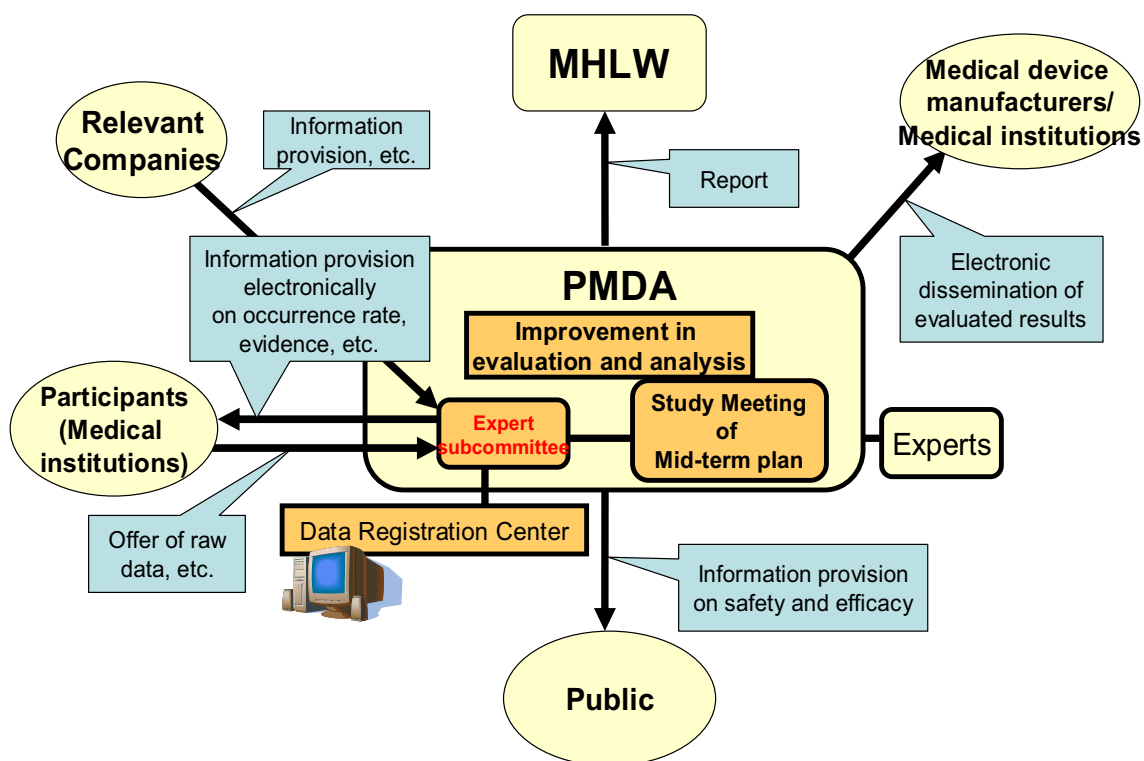 MHLW
Medical device
manufacturers/
Medical institutions
Relevant
Companies
Information
provision, etc.
Report
Information provision
electronically
on occurrence rate,
evidence, etc.
PMDA
Electronic
dissemination of
evaluated results
Improvement in
evaluation and analysis
Participants
(Medical
institutions)
Expert
subcommittee
Study Meeting
of
Mid-term plan
Experts
Data Registration Center
Offer of raw
data, etc.
Information provision
on safety and efficacy
Public